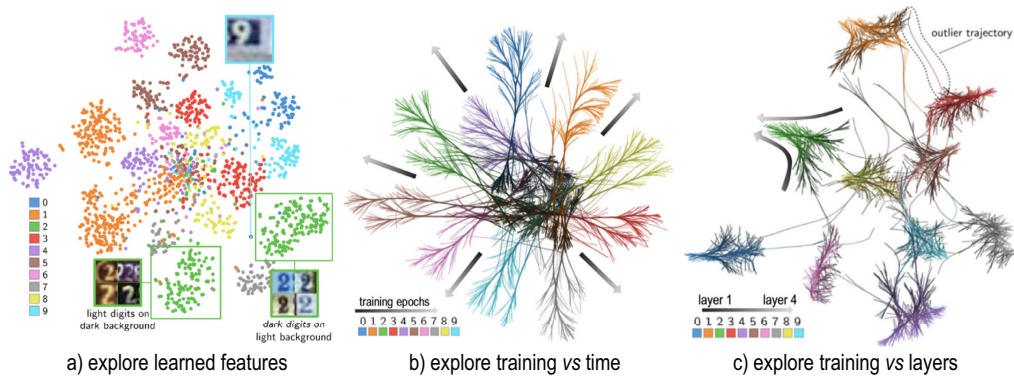 0
1
2
3
4
5
6
7
8
9
light digits on
dark background
dark digits on
light background
a) explore learned features
training epochs
0 1 2 3 4 5 6 7 8 9
b) explore training vs time
outlier trajectory
layer 1 layer 4
0 1 2 3 4 5 6 7 8 9
c) explore training vs layers